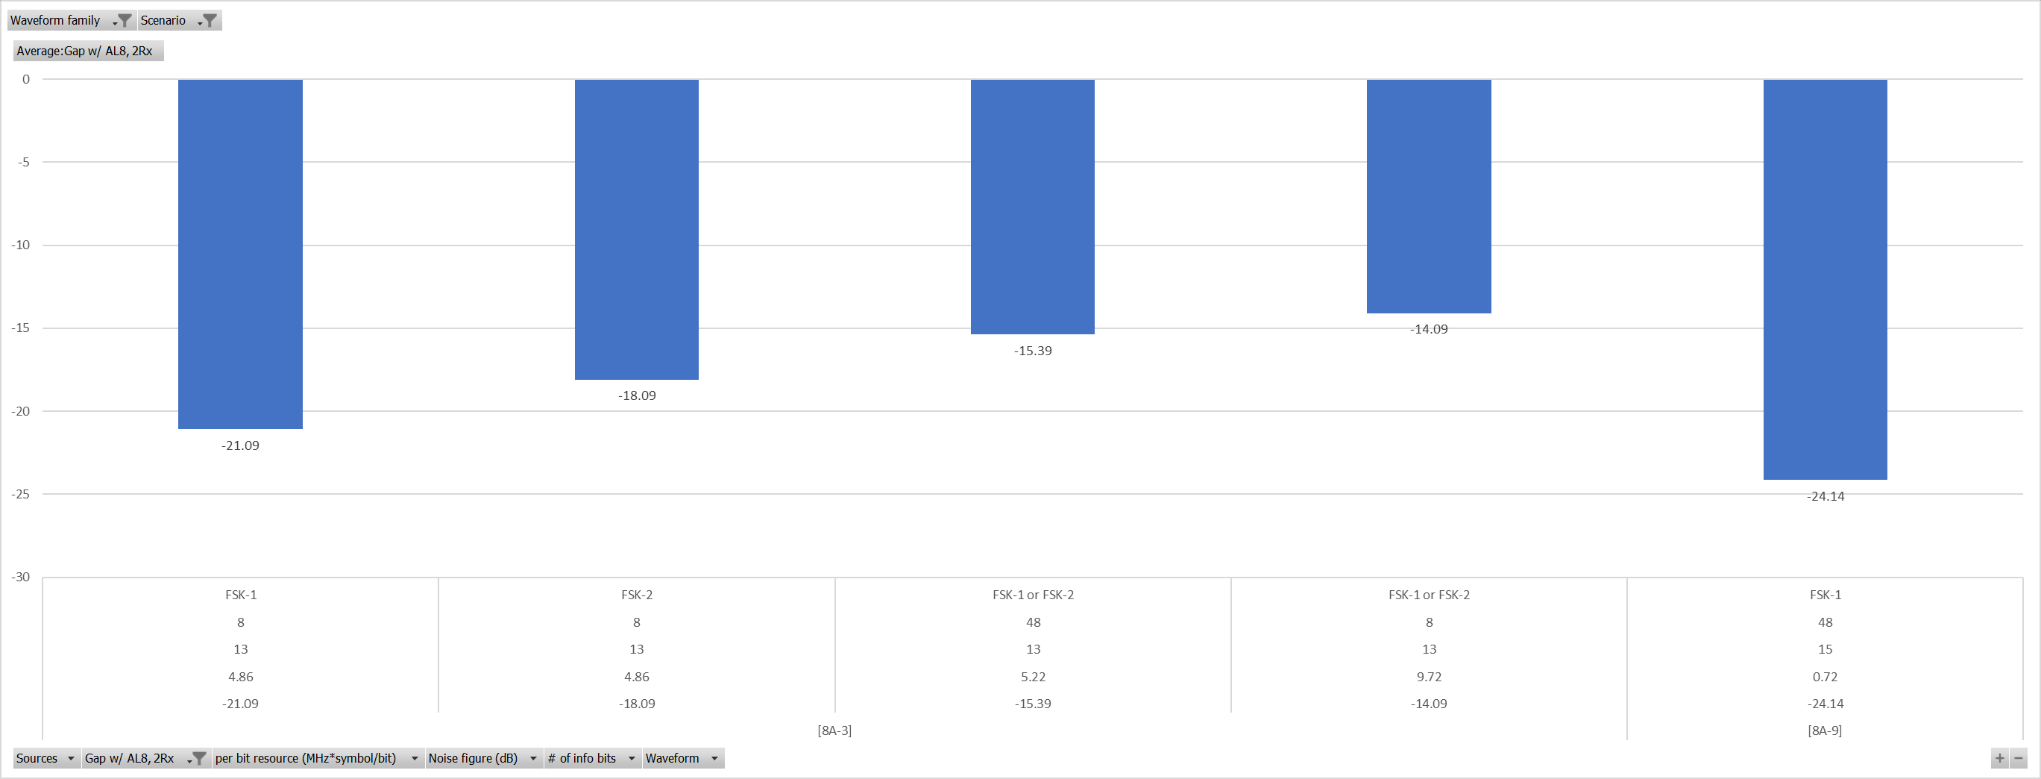 Waveform family Scenario
Average:Gap w/ AL8, 2Rx
0
-5
-10
-15
-20
-25
-30
-21.09
-18.09
-15.39
-14.09
-24.14
FSK-1 FSK-2 FSK-1 or FSK-2 FSK-1 or FSK-2 FSK-1
8 8 48 8 48
13 13 13 13 15
4.86 4.86 5.22 9.72 0.72
-21.09 -18.09 -15.39 -14.09 -24.14
[8A-3] [8A-9]
Sources Gap w/ AL8, 2Rx per bit resource (MHz*symbol/bit) Noise figure (dB) # of info bits Waveform + −